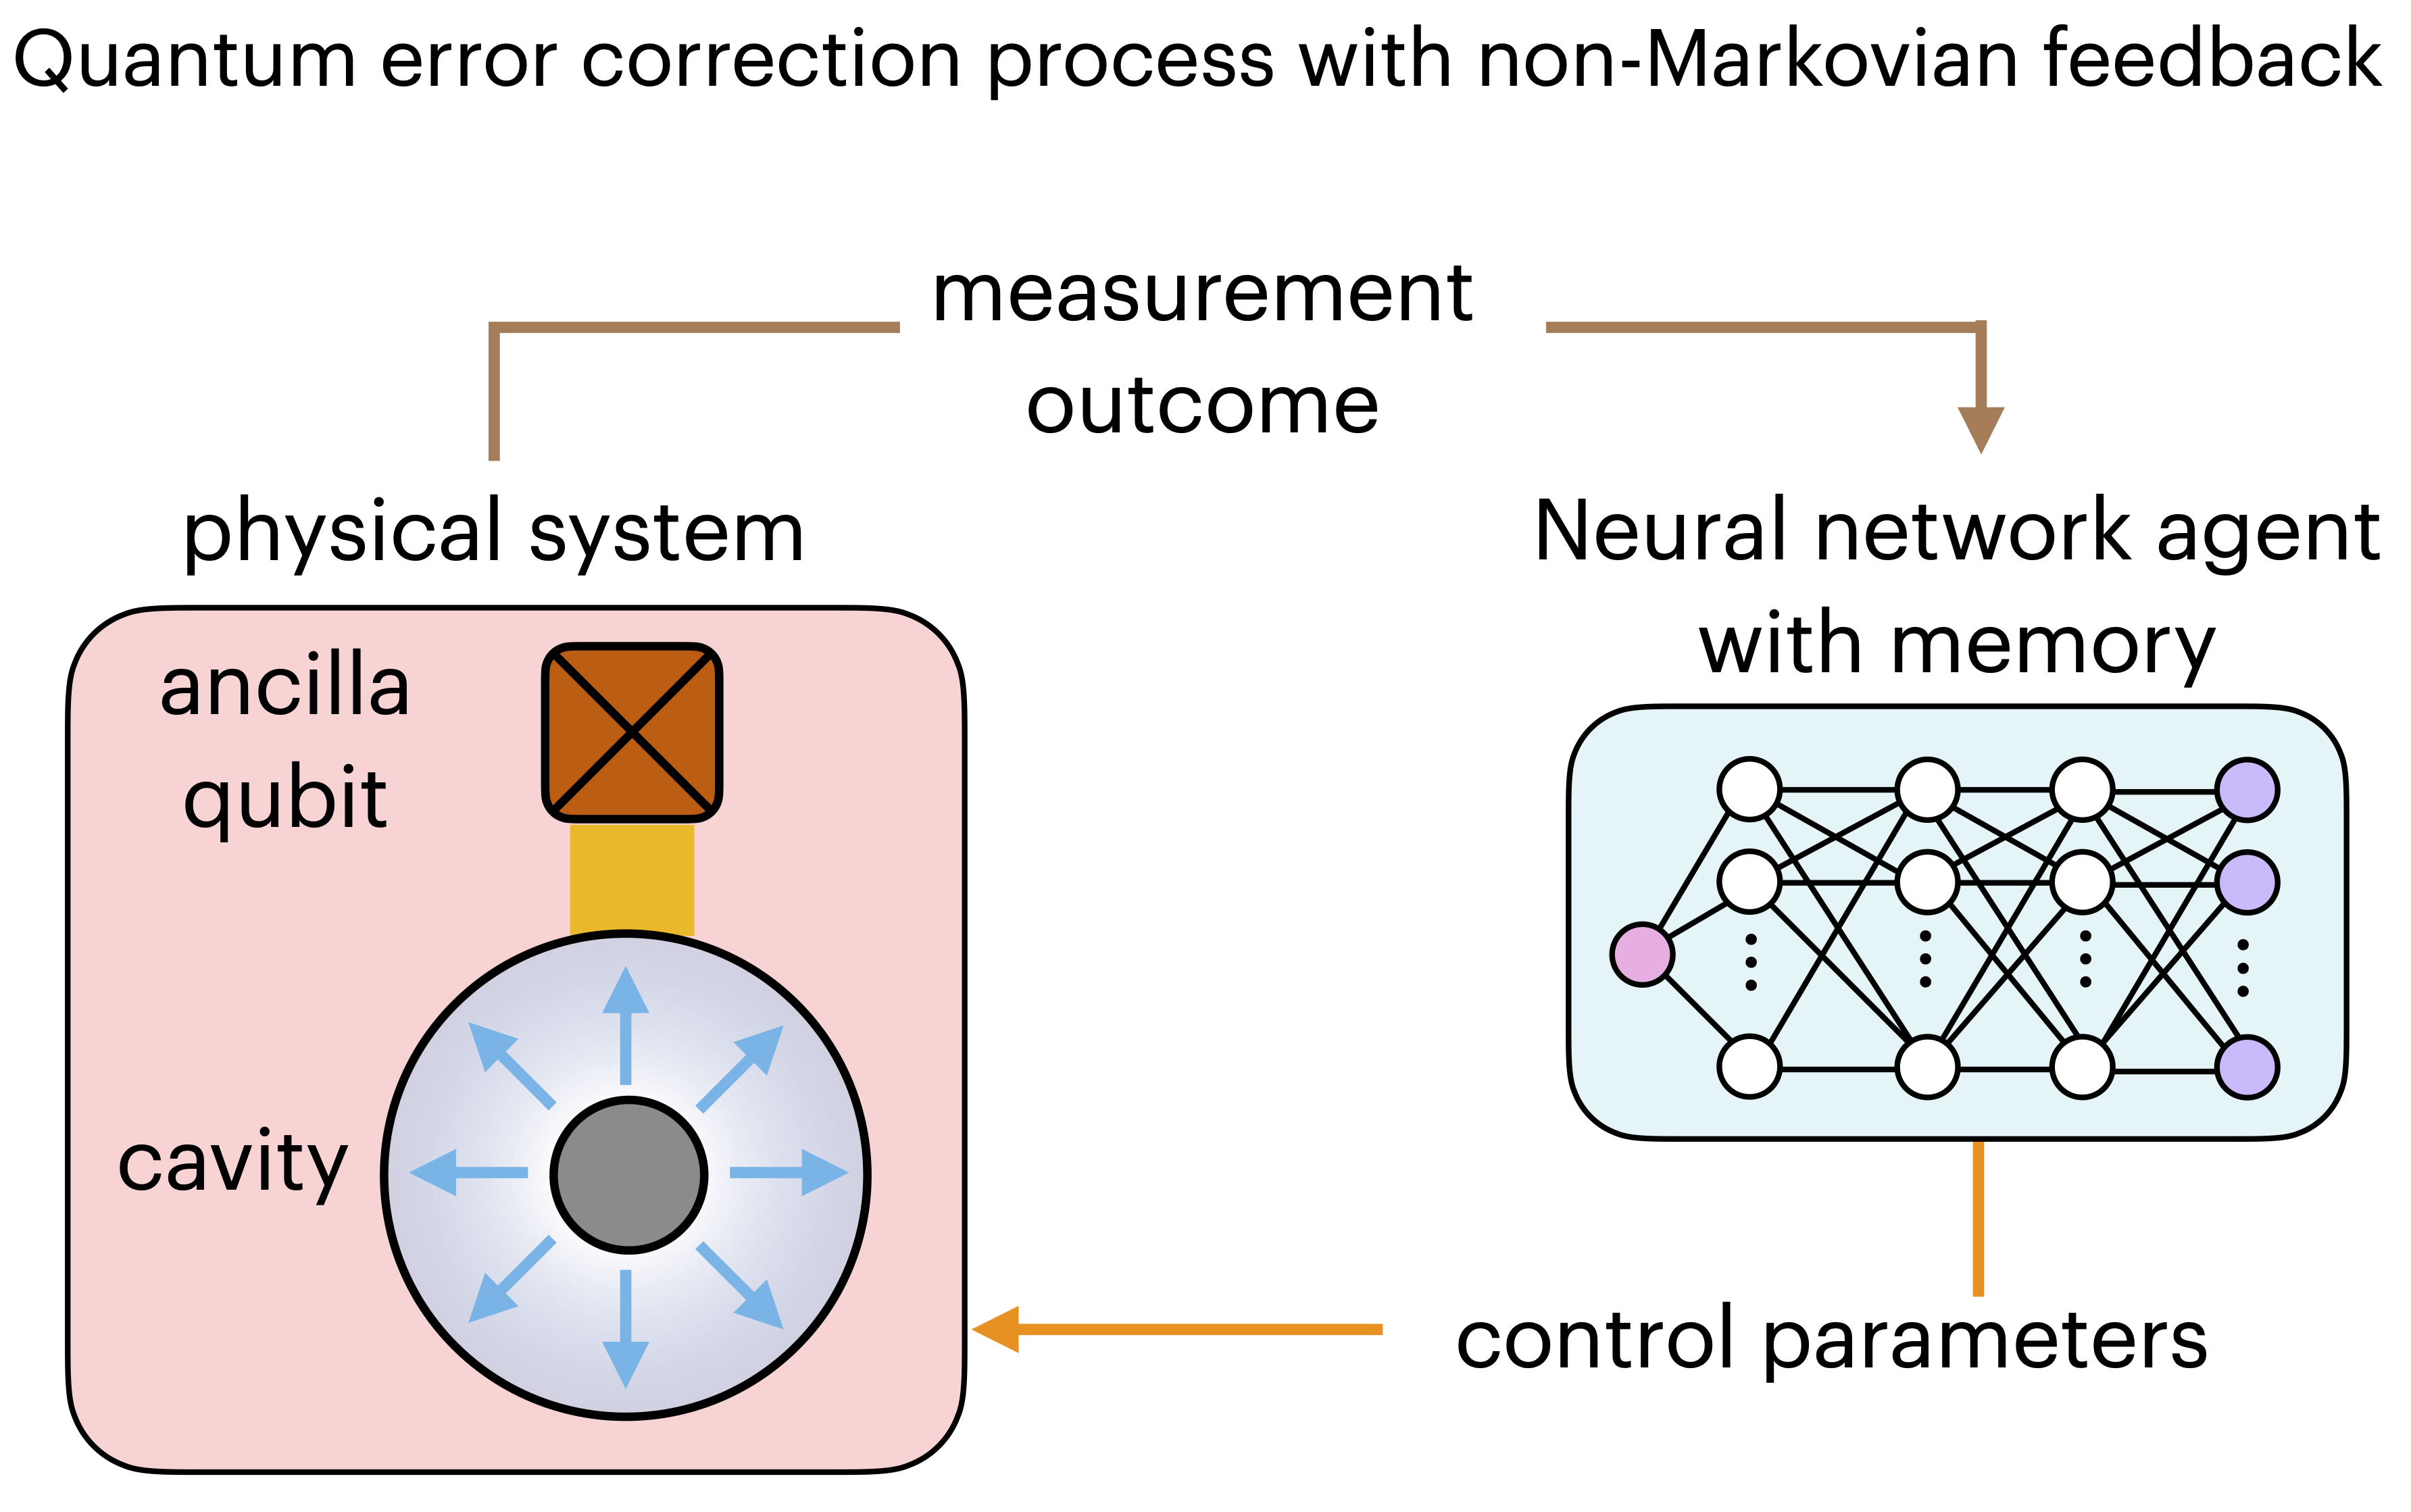 Quantum error correction process with non-Markovian feedback
measurement
outcome
physical system
Neural network agent
with memory
ancilla
qubit
cavity
control parameters